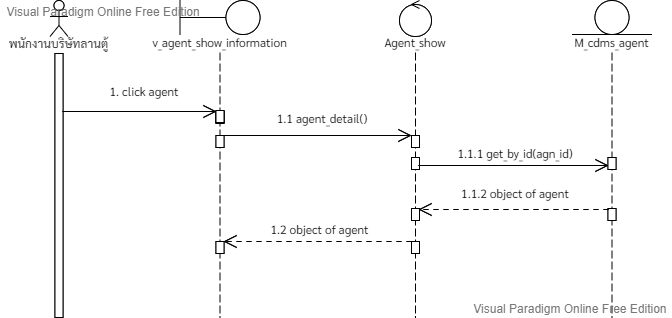 Visual Paradigm Online Free Edition
พนักงานบริษัทลานตู้
v_agent_show_information
Agent_show
M_cdms_agent
1. click agent
1.1 agent_detail()
1.1.1 get_by_id(agn_id)
1.1.2 object of agent
1.2 object of agent
Visual Paradigm Online Free Edition